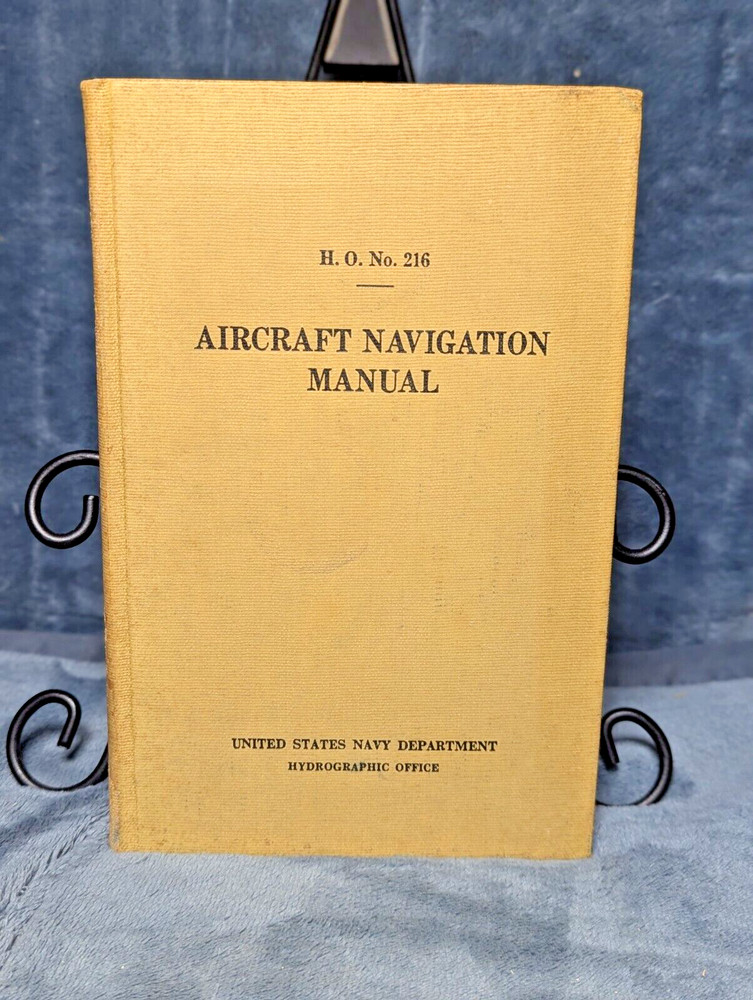 H. O. No. 216
AIRCRAFT NAVIGATION
MANUAL
UNITED STATES NAVY DEPARTMENT
HYDROGRAPHIC OFFICE